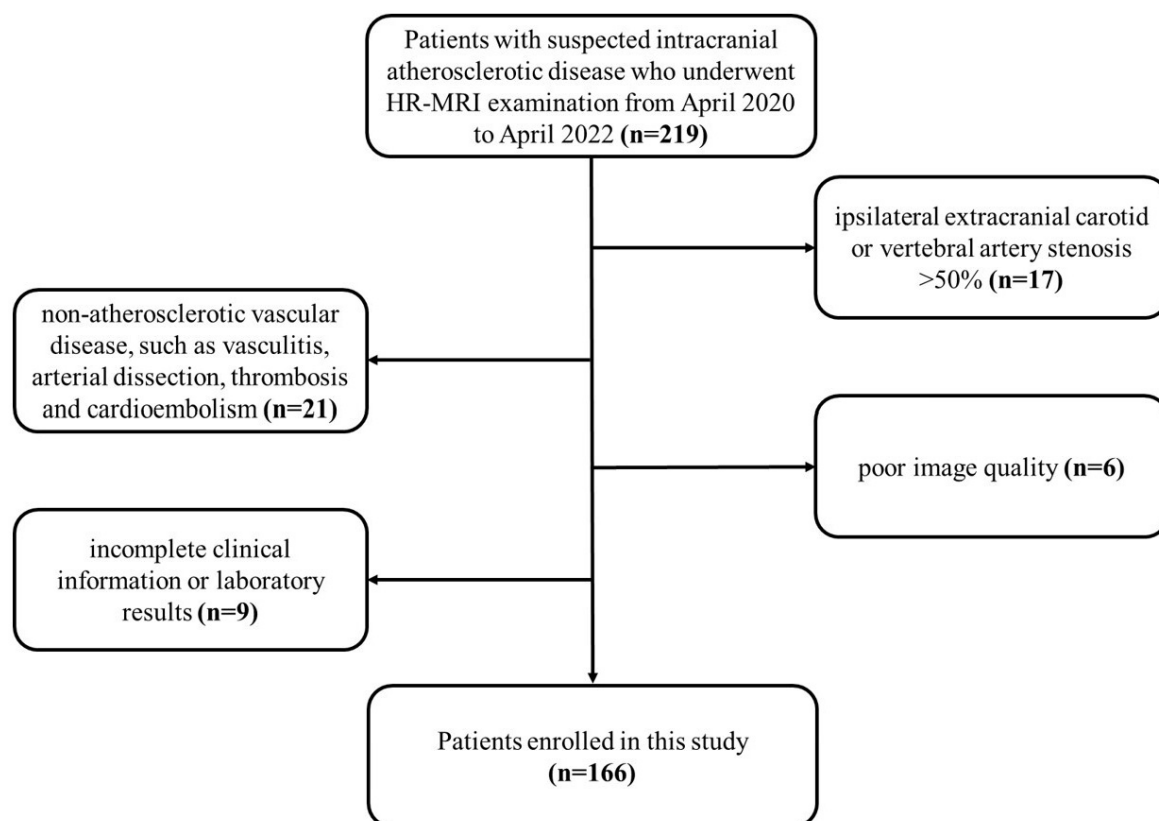 Patients with suspected intracranial
atherosclerotic disease who underwent
HR-MRI examination from April 2020
to April 2022 (n=219)
ipsilateral extracranial carotid
or vertebral artery stenosis
>50% (n=17)
non-atherosclerotic vascular
disease, such as vasculitis,
arterial dissection, thrombosis
and cardioembolism (n=21)
poor image quality (n=6)
incomplete clinical
information or laboratory
results (n=9)
Patients enrolled in this study
(n=166)